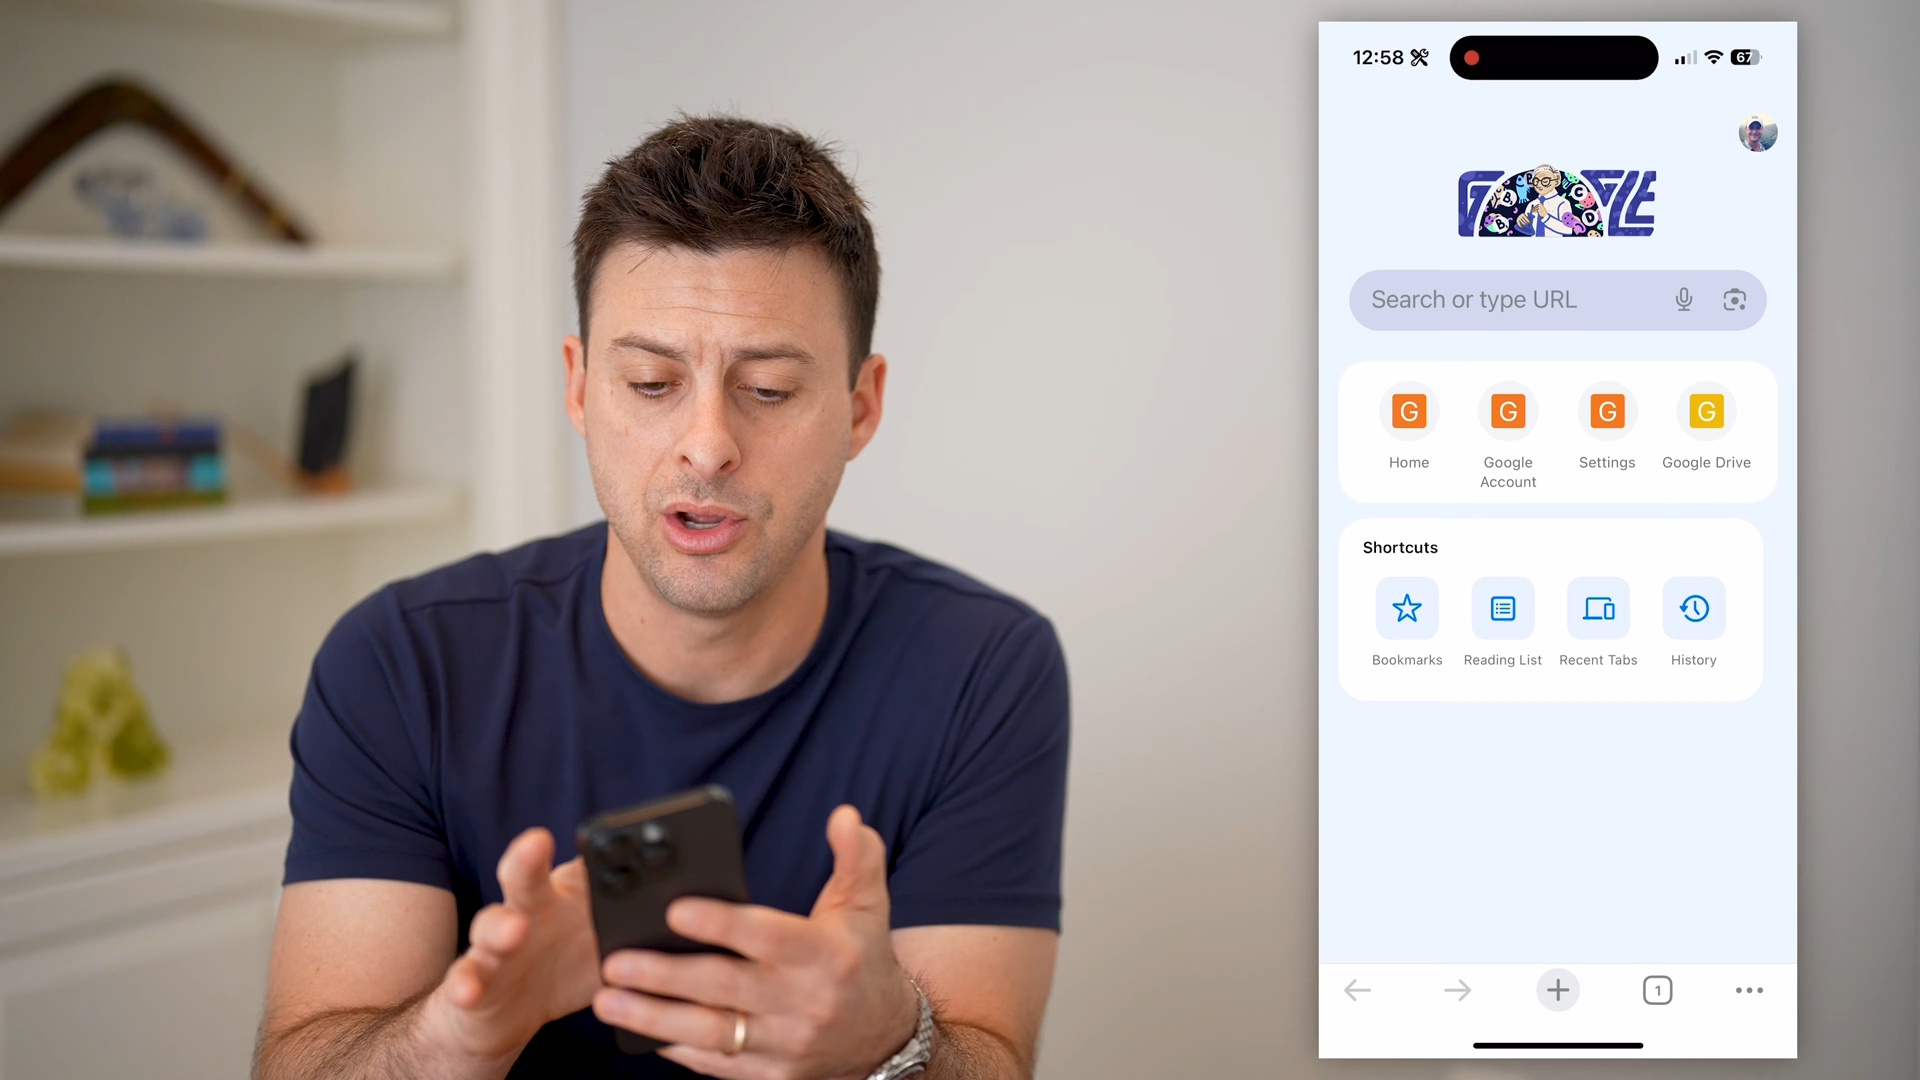 12:58
67
GOOGLE
Search or type URL
G
G
G
G
Home
Google
Account
Settings
Google Drive
Shortcuts
Bookmarks
Reading List
Recent Tabs
History
1